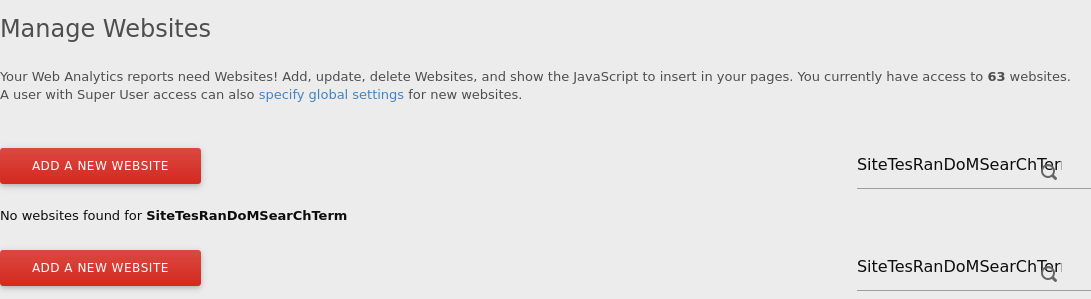 Manage Websites
Your Web Analytics reports need Websites! Add, update, delete Websites, and show the JavaScript to insert in your pages. You currently have access to 63 websites.
A user with Super User access can also specify global settings for new websites.
ADD A NEW WEBSITE
SiteTesRanDoMSearChTer
No websites found for SiteTesRanDoMSearChTerm
ADD A NEW WEBSITE
SiteTesRanDoMSearChTer